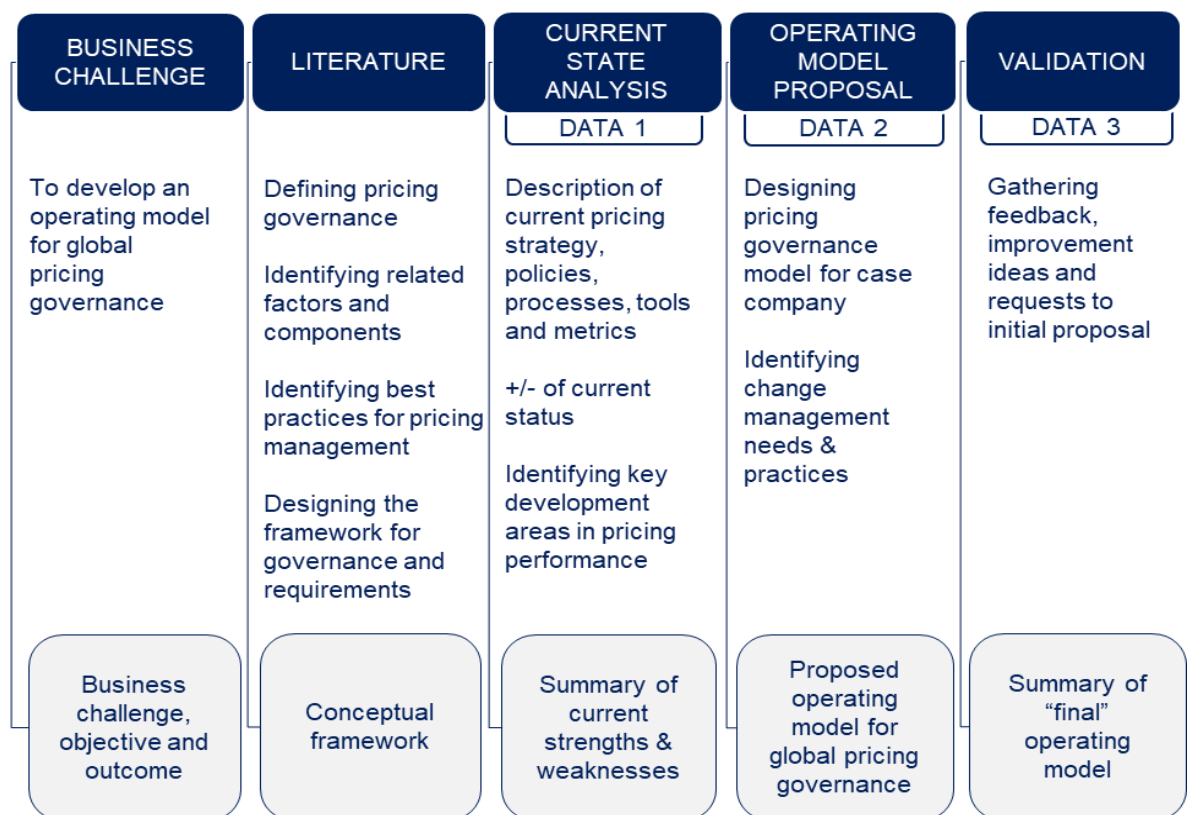 BUSINESS
CHALLENGE
To develop an
operating model
for global
pricing
governance
Business
challenge,
objective and
outcome
LITERATURE
Defining pricing
governance
Identifying related
factors and
components
Identifying best
practices for pricing
management
Designing the
framework for
governance and
requirements
Conceptual
framework
CURRENT
STATE
ANALYSIS
DATA 1
Description of
current pricing
strategy,
policies,
processes, tools
and metrics
+/- of current
status
Identifying key
development
areas in pricing
performance
Summary of
current
strengths &
weaknesses
OPERATING
MODEL
PROPOSAL
DATA 2
Designing
pricing
governance
model for case
company
Identifying
change
management
needs &
practices
Proposed
operating
model for
global pricing
governance
VALIDATION
DATA 3
Gathering
feedback,
improvement
ideas and
requests to
initial proposal
Summary of
“final”
operating
model